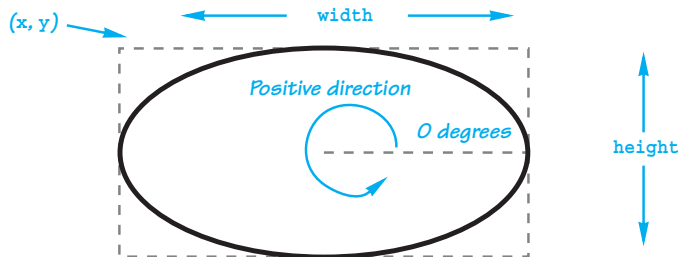 width
(x, y)
Positive direction
0 degrees
height